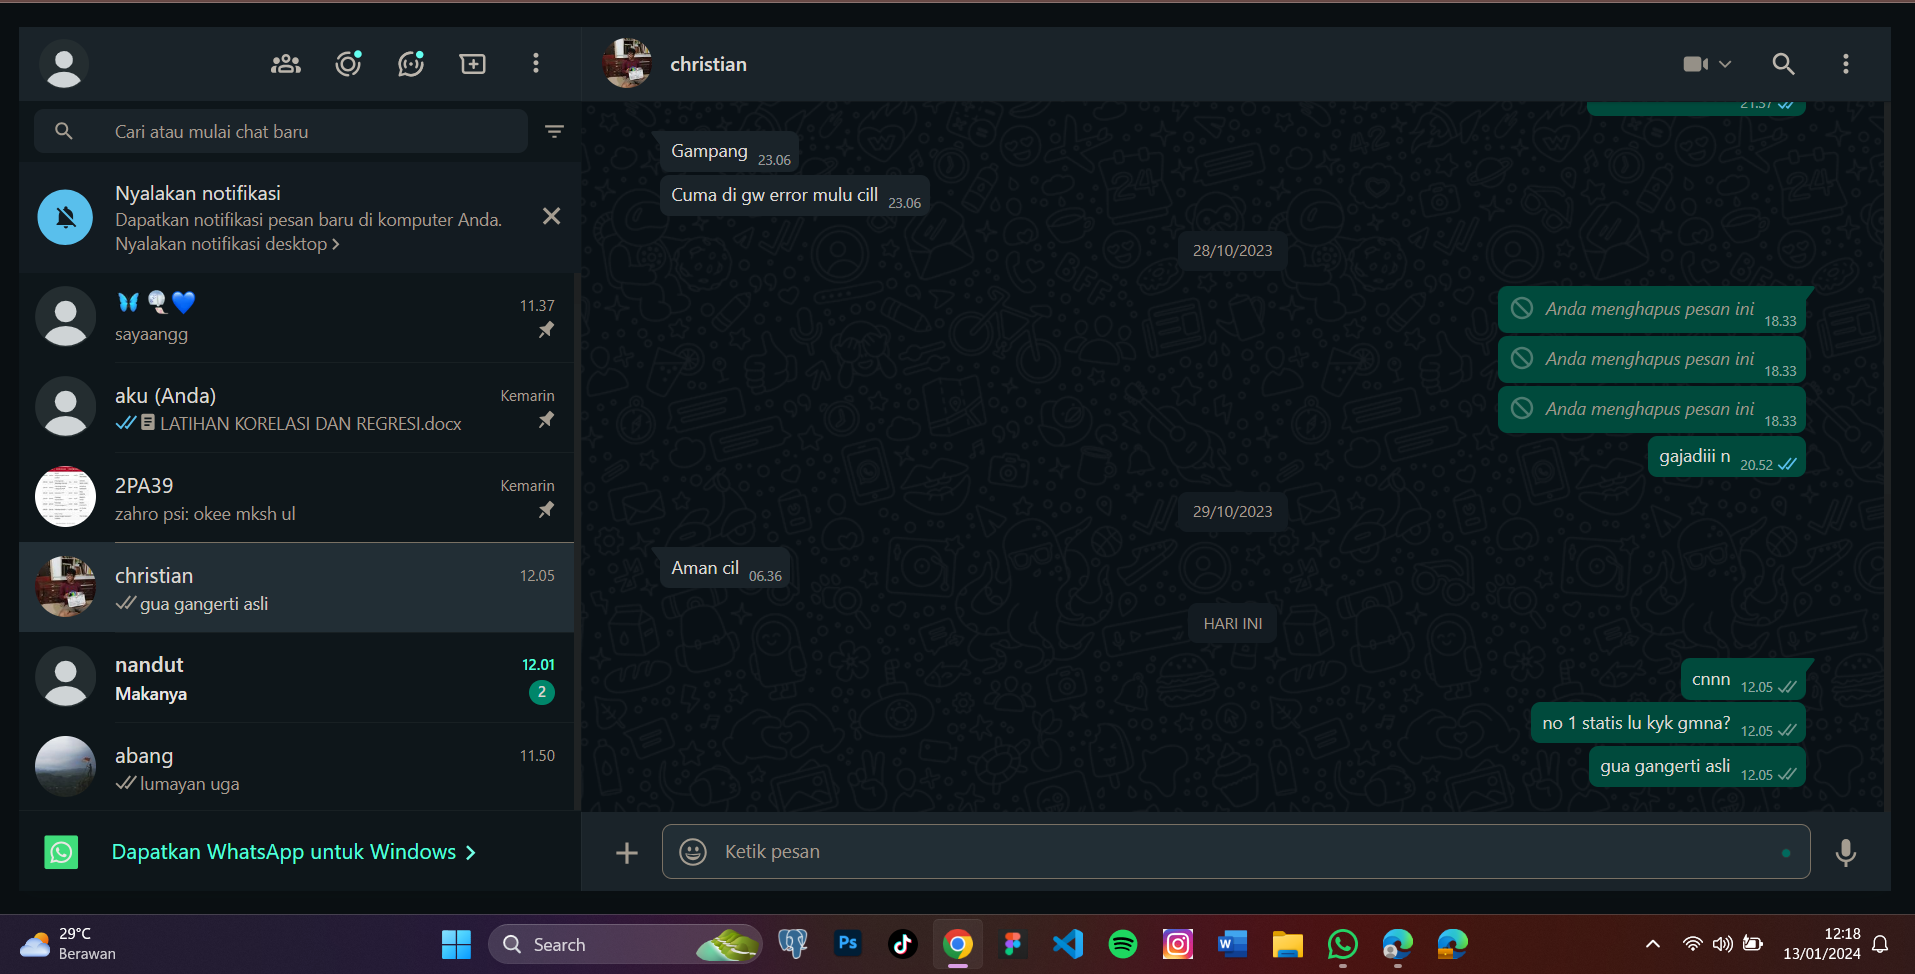 Cari atau mulai chat baru
Nyalakan notifikasi
Dapatkan notifikasi pesan baru di komputer Anda.
Nyalakan notifikasi desktop
11.37
sayaangg
aku (Anda) Kemarin
LATIHAN KORELASI DAN REGRESI.docx
2PA39 Kemarin
zahro psi: okee mksh ul
christian 12.05
gua gangerti asli
nandut 12.01
Makanya 2
abang 11.50
lumayan uga
Dapatkan WhatsApp untuk Windows
christian
21.37
Gampang 23.06
Cuma di gw error mulu cill 23.06
28/10/2023
Anda menghapus pesan ini 18.33
Anda menghapus pesan ini 18.33
Anda menghapus pesan ini 18.33
gajadiii n 20.52
29/10/2023
Aman cil 06.36
HARI INI
cnnn 12.05
no 1 statis lu kyk gmna? 12.05
gua gangerti asli 12.05
Ketik pesan
29°C
Berawan
Search
Ps
W
12:18
13/01/2024